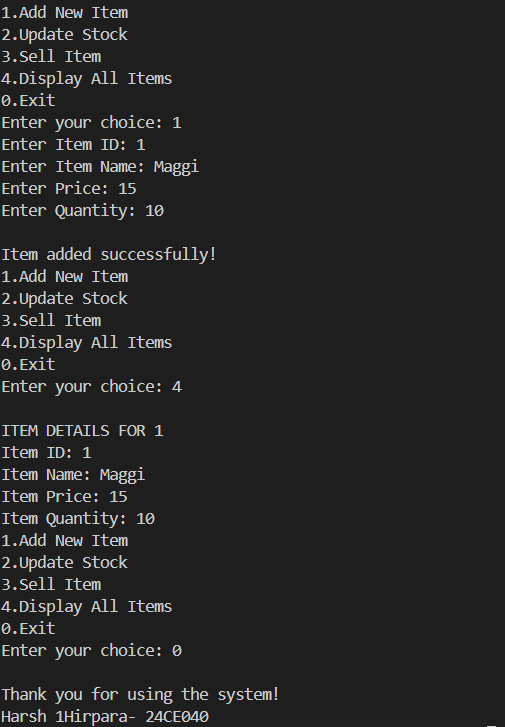 1.Add New Item
2.Update Stock
3.Sell Item
4.Display All Items
0.Exit
Enter your choice: 1
Enter Item ID: 1
Enter Item Name: Maggi
Enter Price: 15
Enter Quantity: 10
Item added successfully!
1.Add New Item
2.Update Stock
3.Sell Item
4.Display All Items
0.Exit
Enter your choice: 4
ITEM DETAILS FOR 1
Item ID: 1
Item Name: Maggi
Item Price: 15
Item Quantity: 10
1.Add New Item
2.Update Stock
3.Sell Item
4.Display All Items
0.Exit
Enter your choice: 0
Thank you for using the system!
Harsh 1Hirpara- 24CE040